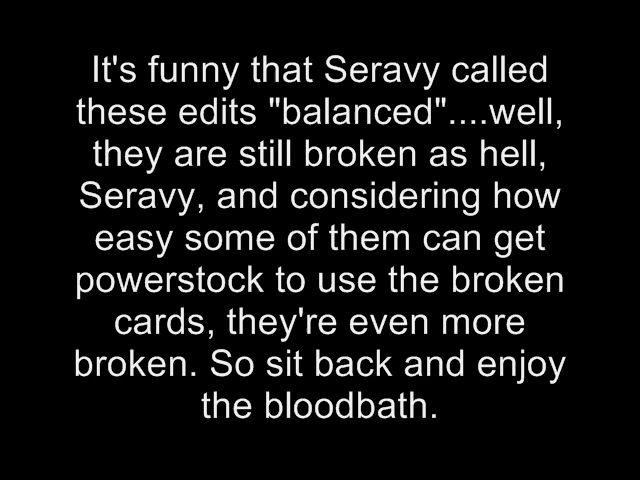 It's funny that Seravy called
these edits "balanced"....well,
they are still broken as hell,
Seravy, and considering how
easy some of them can get
powerstock to use the broken
cards, they're even more
broken. So sit back and enjoy
the bloodbath.